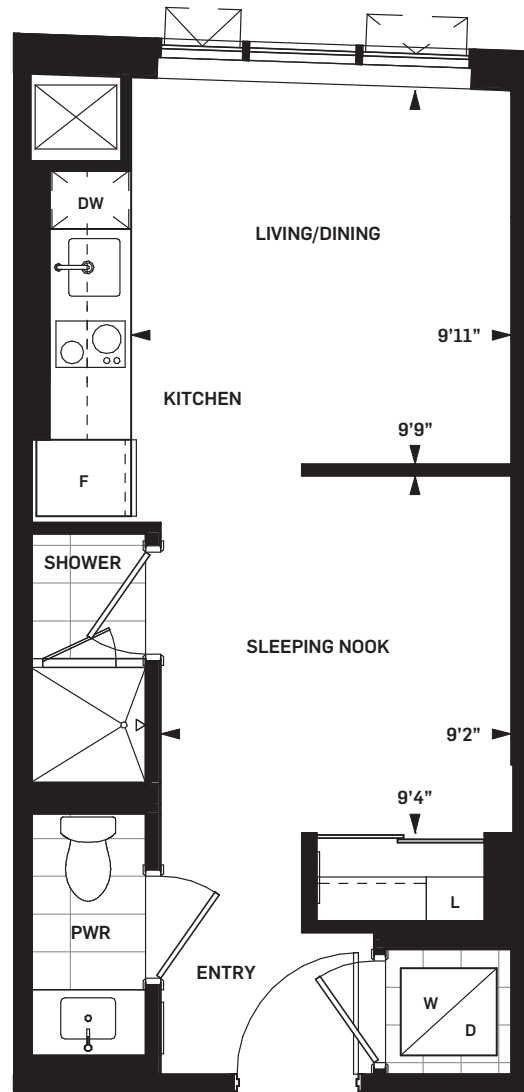 DW
LIVING/DINING
9’11”
KITCHEN
9’9”
F
SHOWER
SLEEPING NOOK
9’2”
9’4”
L
PWR
ENTRY
W
D